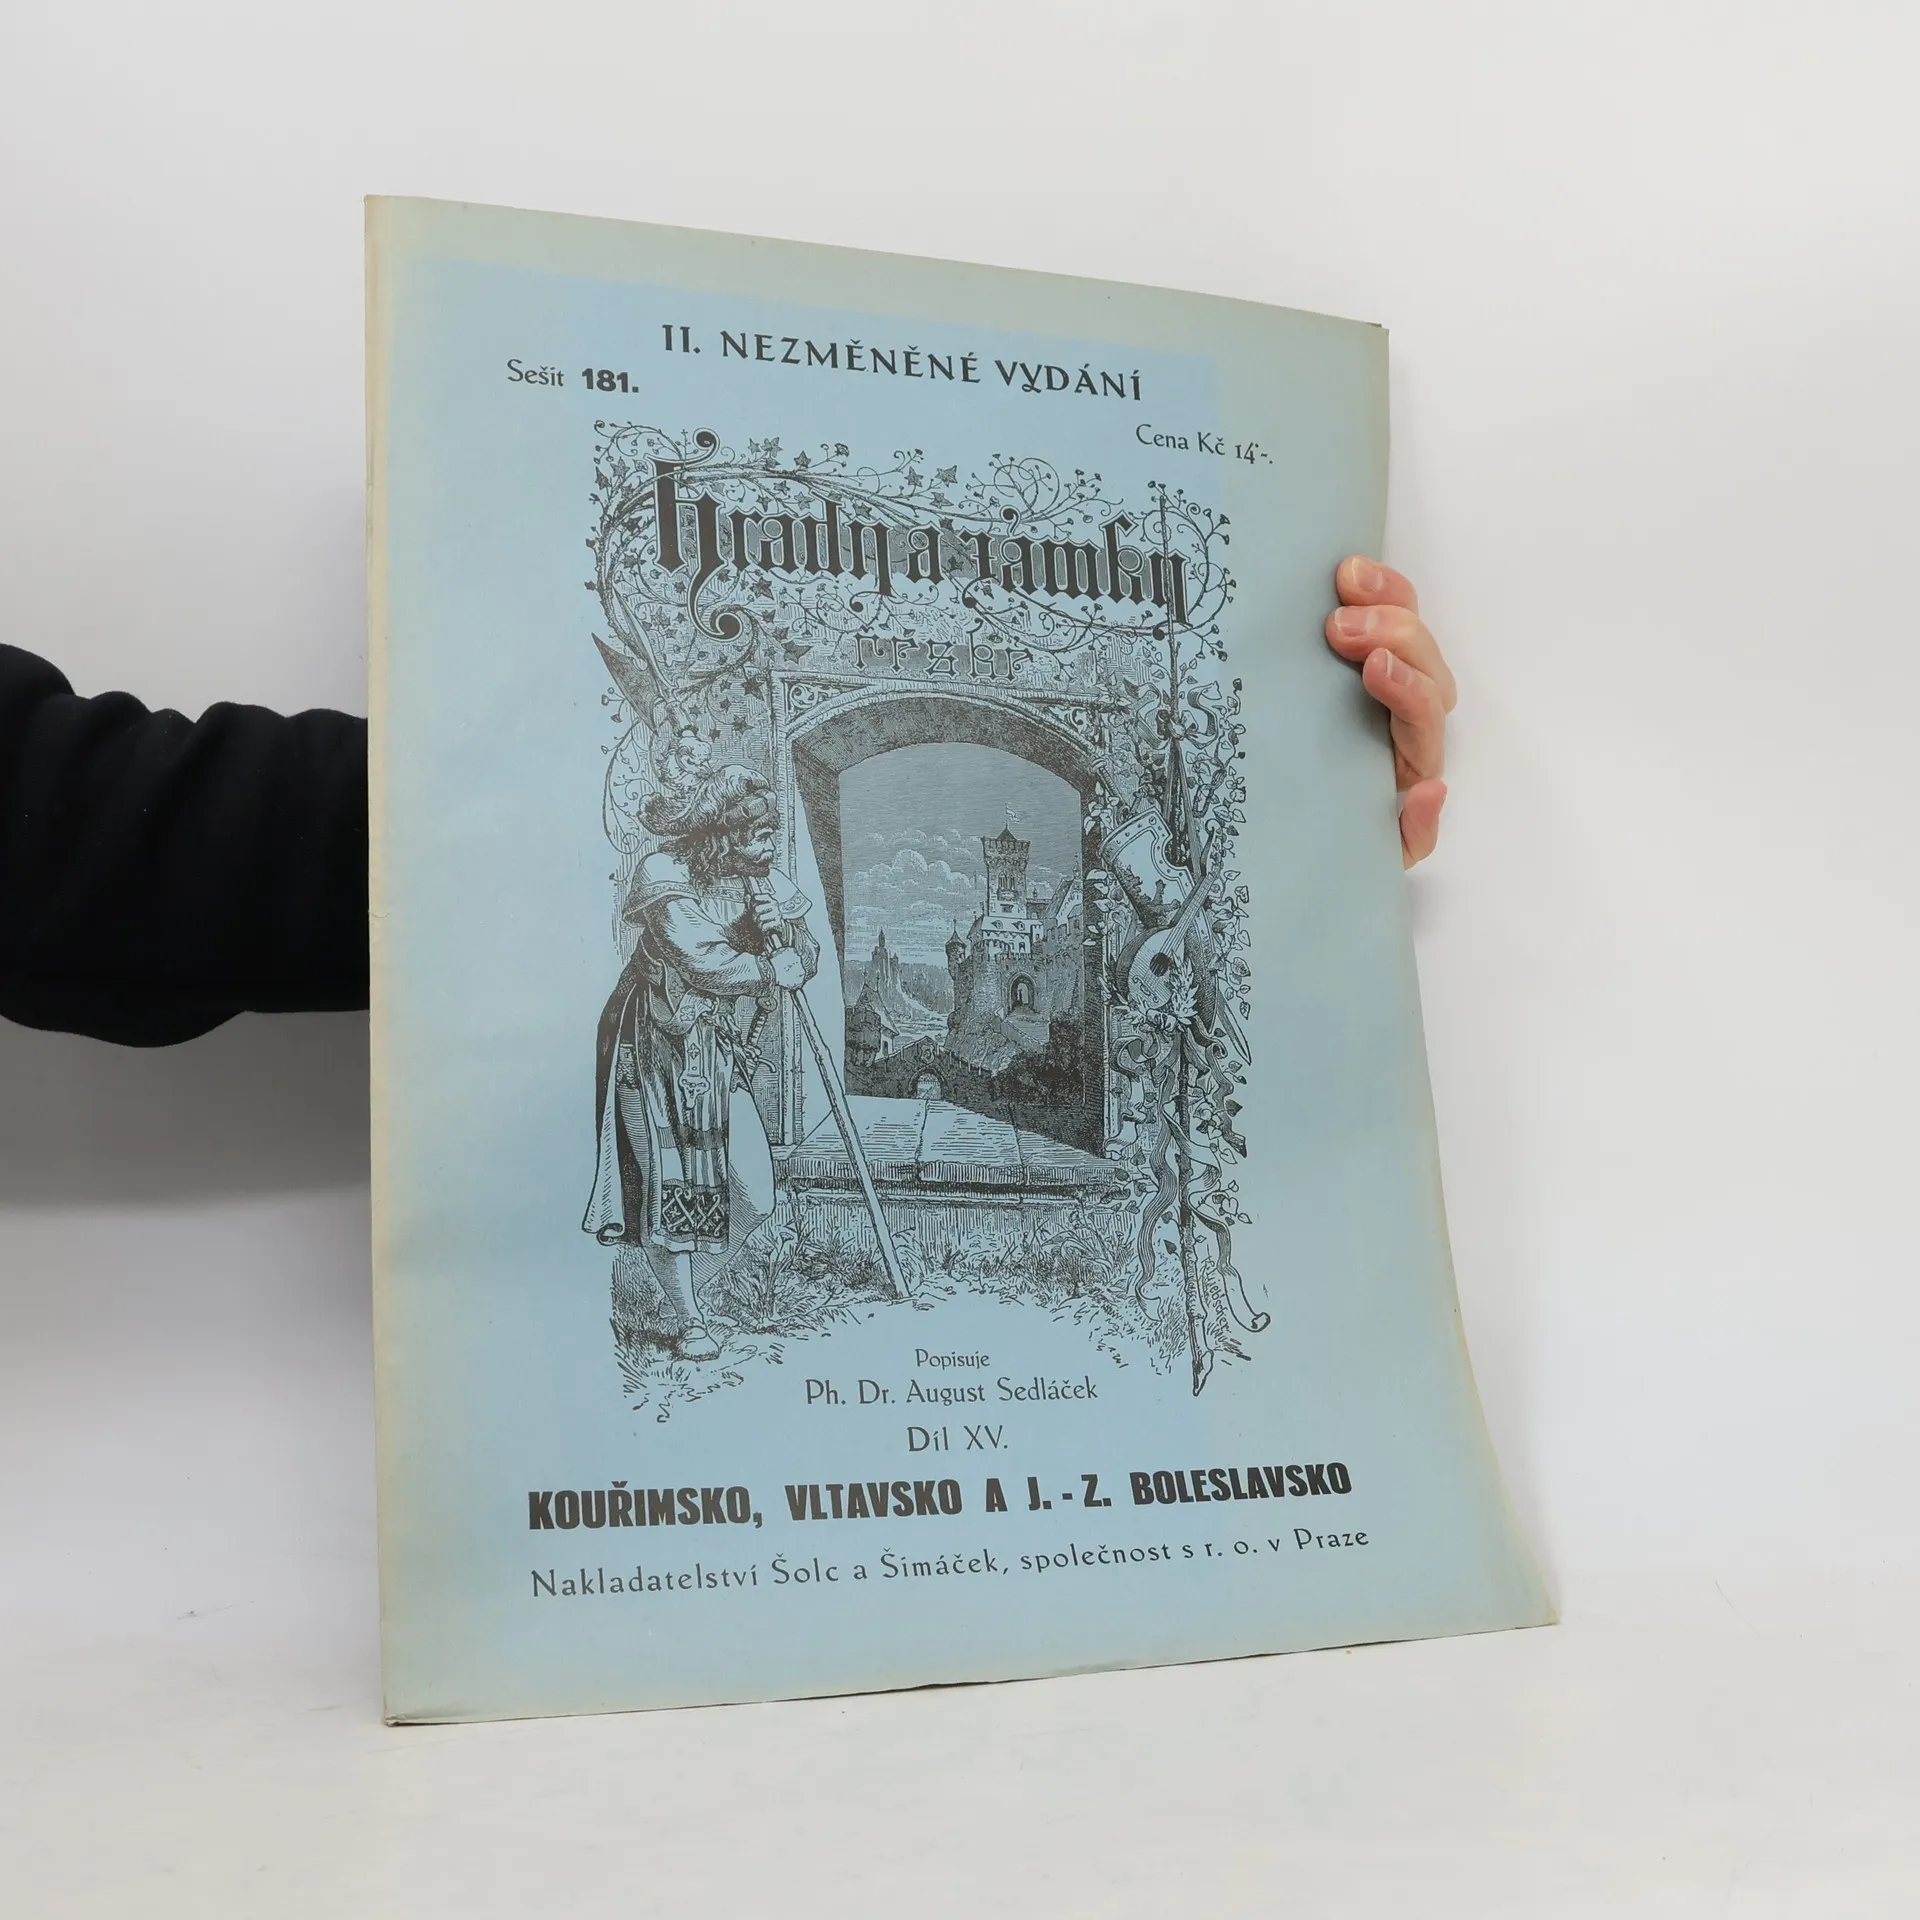 II. NEZMĚNĚNÉ VYDÁNÍ
Sešit 181.
Cena Kč 14·-.
Hrady a zámky
české
Popisuje
Ph. Dr. August Sedláček
Díl XV.
KOUŘIMSKO, VLTAVSKO A J.-Z. BOLESLAVSKO
Nakladatelství Šolc a Šimáček, společnost s r. o. v Praze